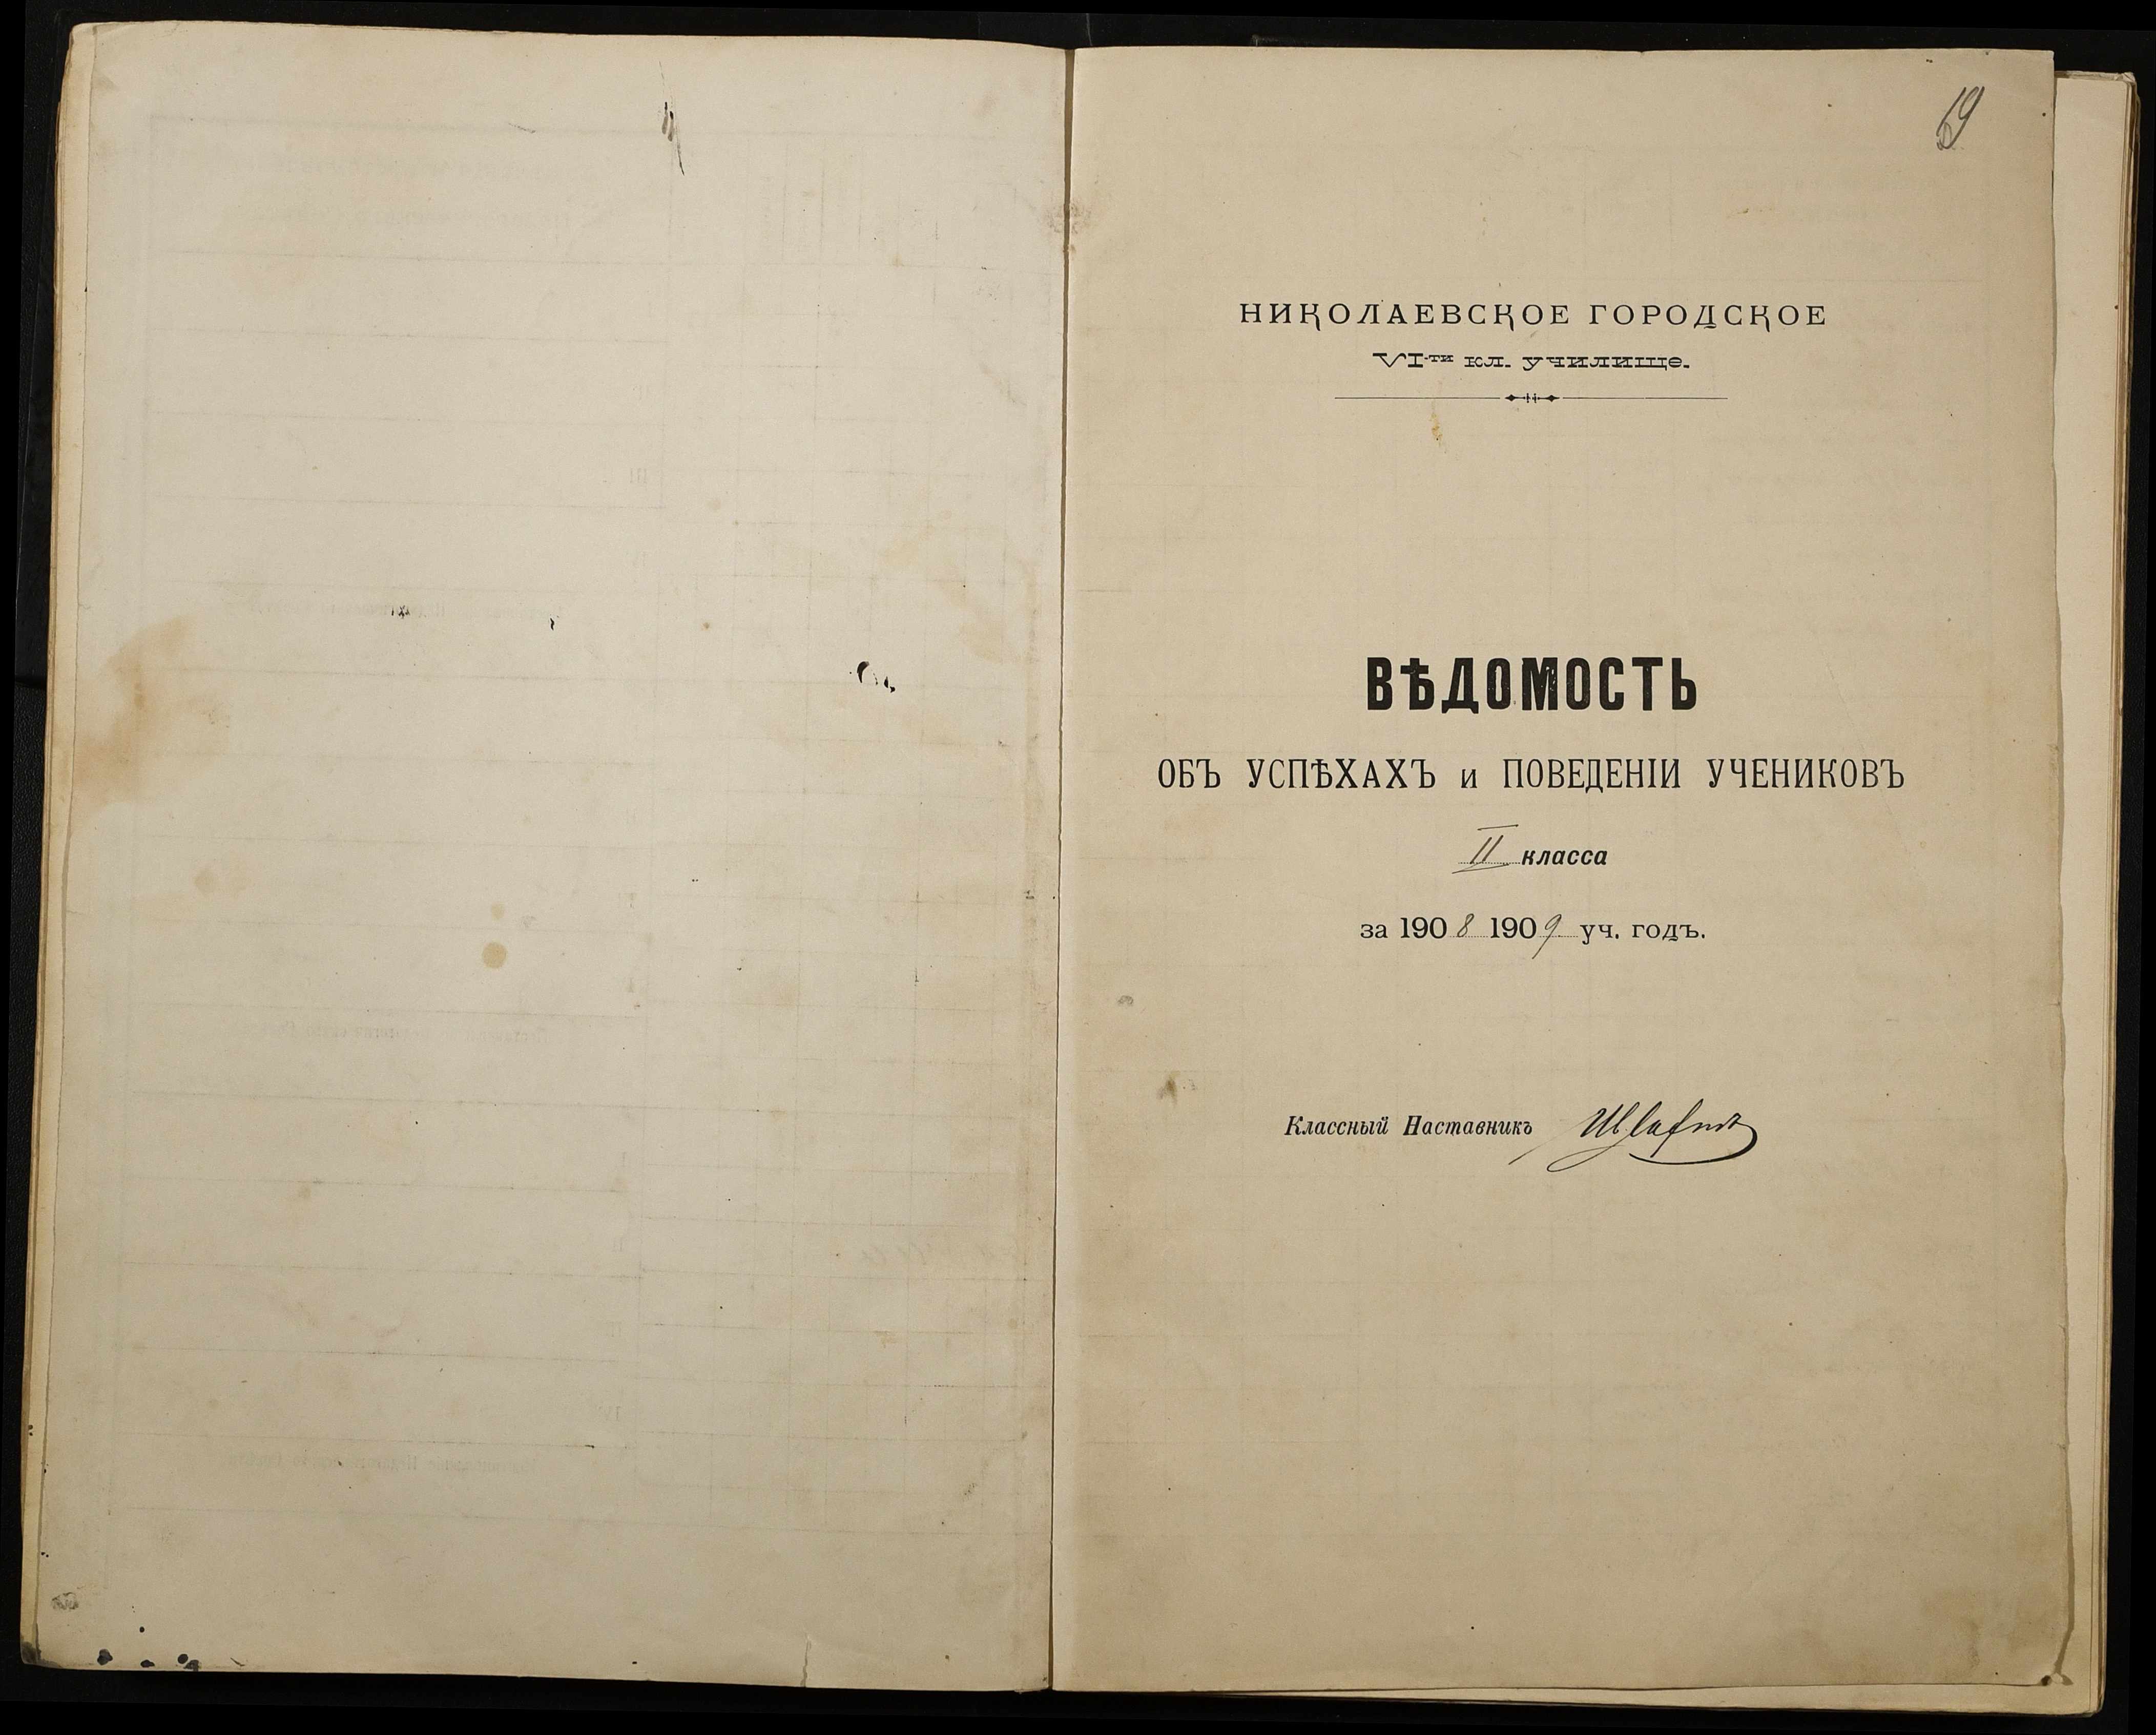 69
НИКОЛАЕВСКОЕ ГОРОДСКОЕ
VI-ти кл. училище.
ВѢДОМОСТЬ
ОБЪ УСПѢХАХЪ и ПОВЕДЕНІИ УЧЕНИКОВЪ
II класса
за 1908 1909 уч. годъ.
Классный Наставникъ